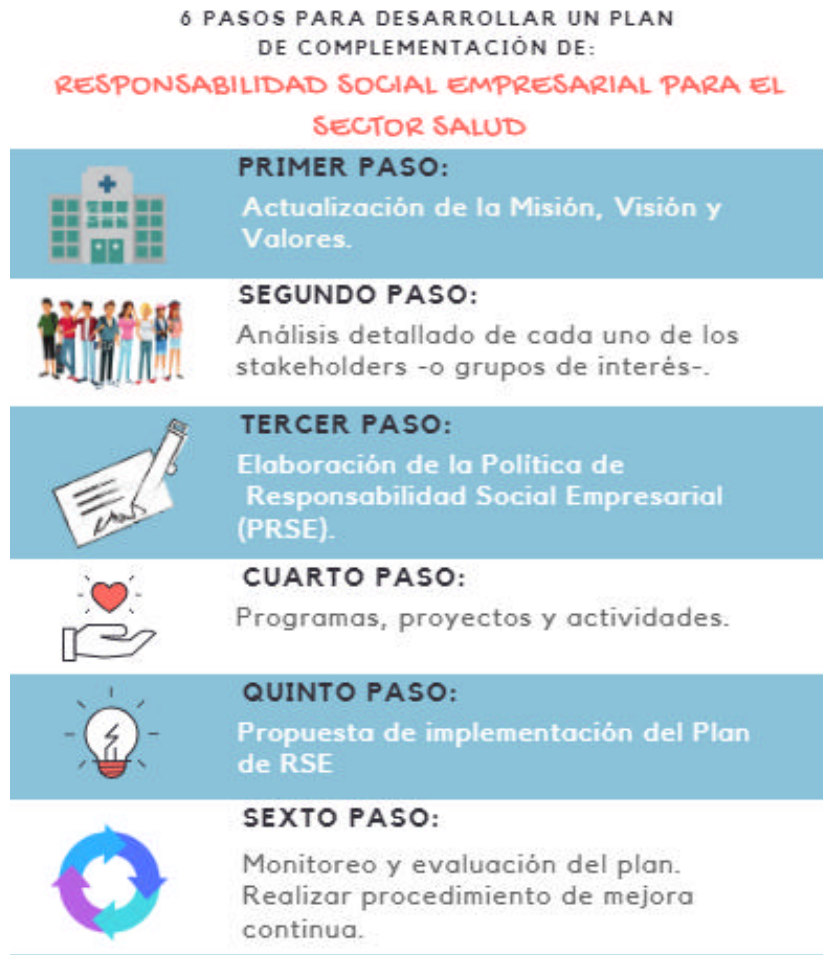 6 PASOS PARA DESARROLLAR UN PLAN
DE COMPLEMENTACIÓN DE:
RESPONSABILIDAD SOCIAL EMPRESARIAL PARA EL
SECTOR SALUD
PRIMER PASO:
Actualización de la Misión, Visión y
Valores.
SEGUNDO PASO:
Análisis detallado de cada uno de los
stakeholders -o grupos de interés-.
TERCER PASO:
Elaboración de la Política de
Responsabilidad Social Empresarial
(PRSE).
CUARTO PASO:
Programas, proyectos y actividades.
QUINTO PASO:
Propuesta de implementación del Plan
de RSE
SEXTO PASO:
Monitoreo y evaluación del plan.
Realizar procedimiento de mejora
continua.